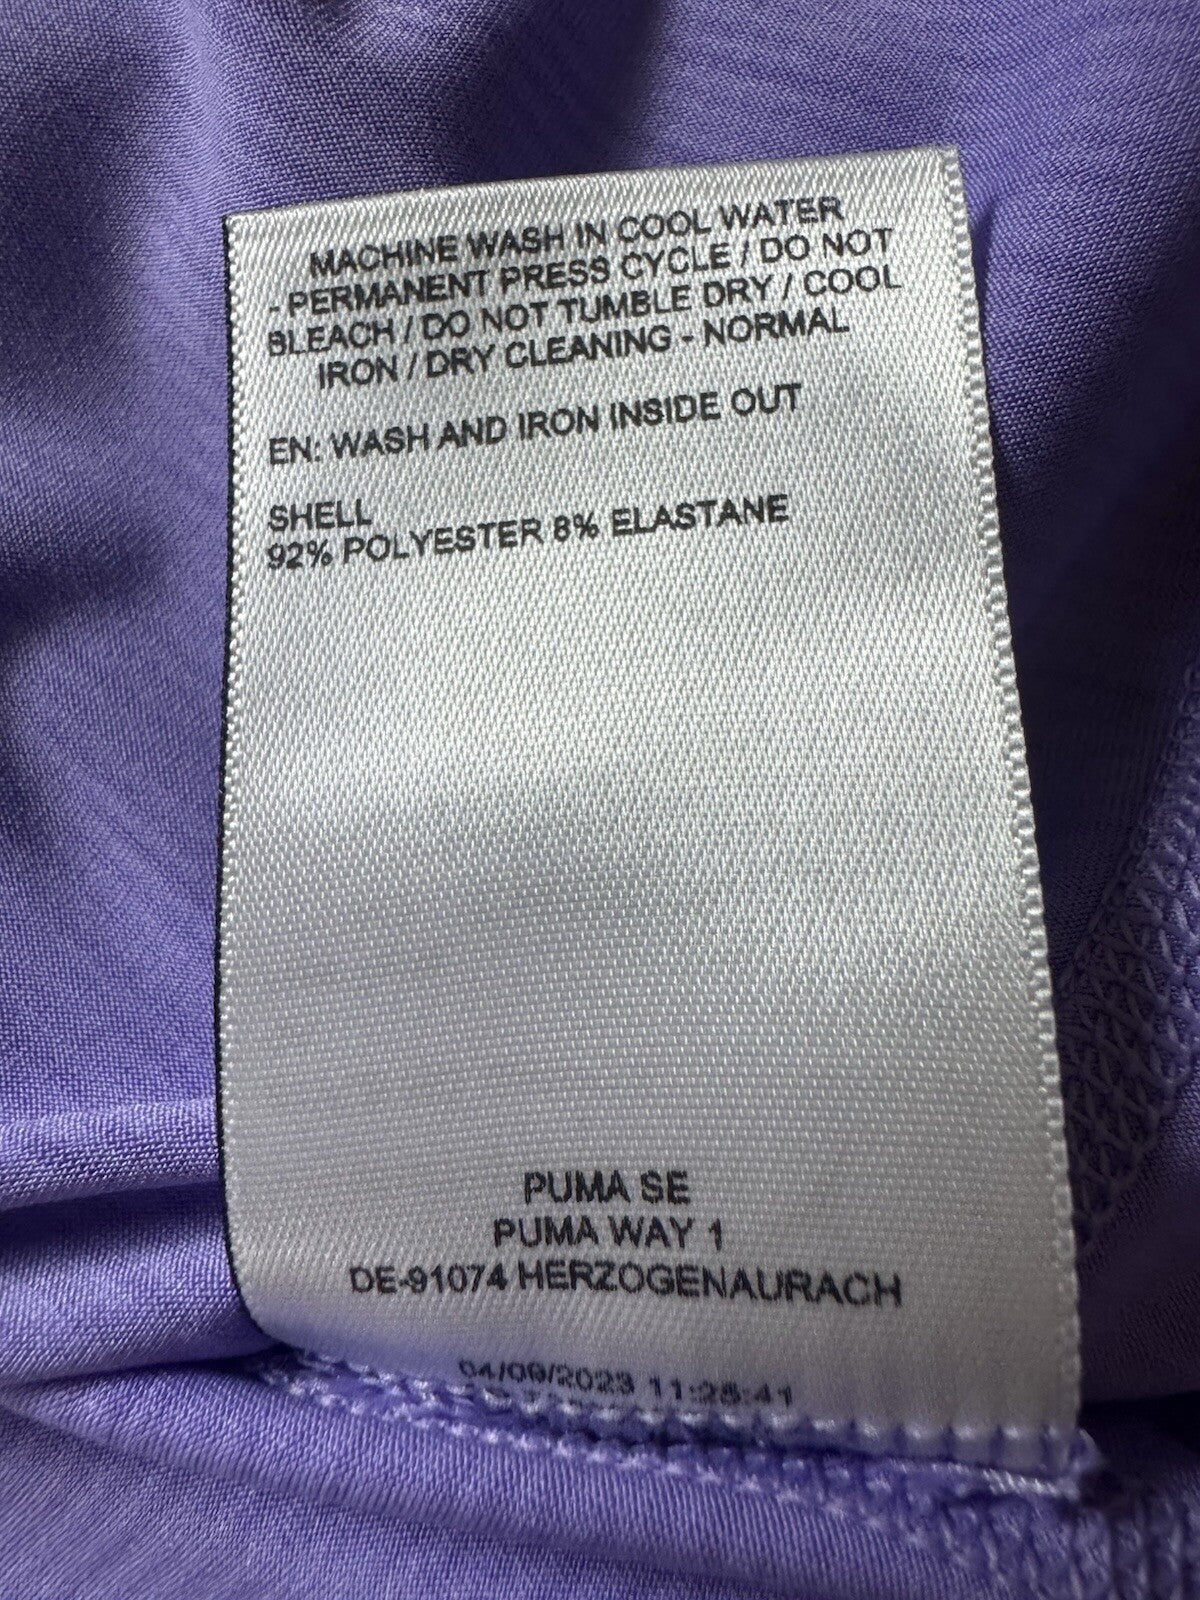 MACHINE WASH IN COOL WATER
- PERMANENT PRESS CYCLE / DO NOT
BLEACH / DO NOT TUMBLE DRY / COOL
IRON / DRY CLEANING - NORMAL
EN: WASH AND IRON INSIDE OUT
SHELL
92% POLYESTER 8% ELASTANE
PUMA SE
PUMA WAY 1
DE-91074 HERZOGENAURACH
04/09/2023 11:25:41